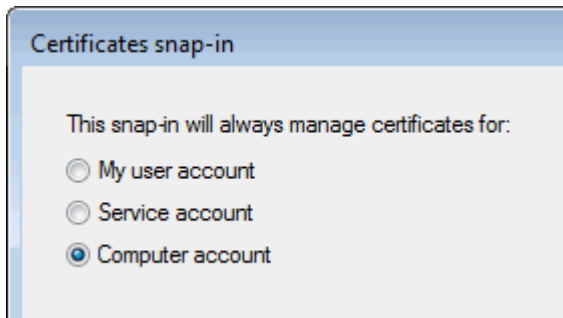 Certificates snap-in
This snap-in will always manage certificates for:
My user account
Service account
Computer account